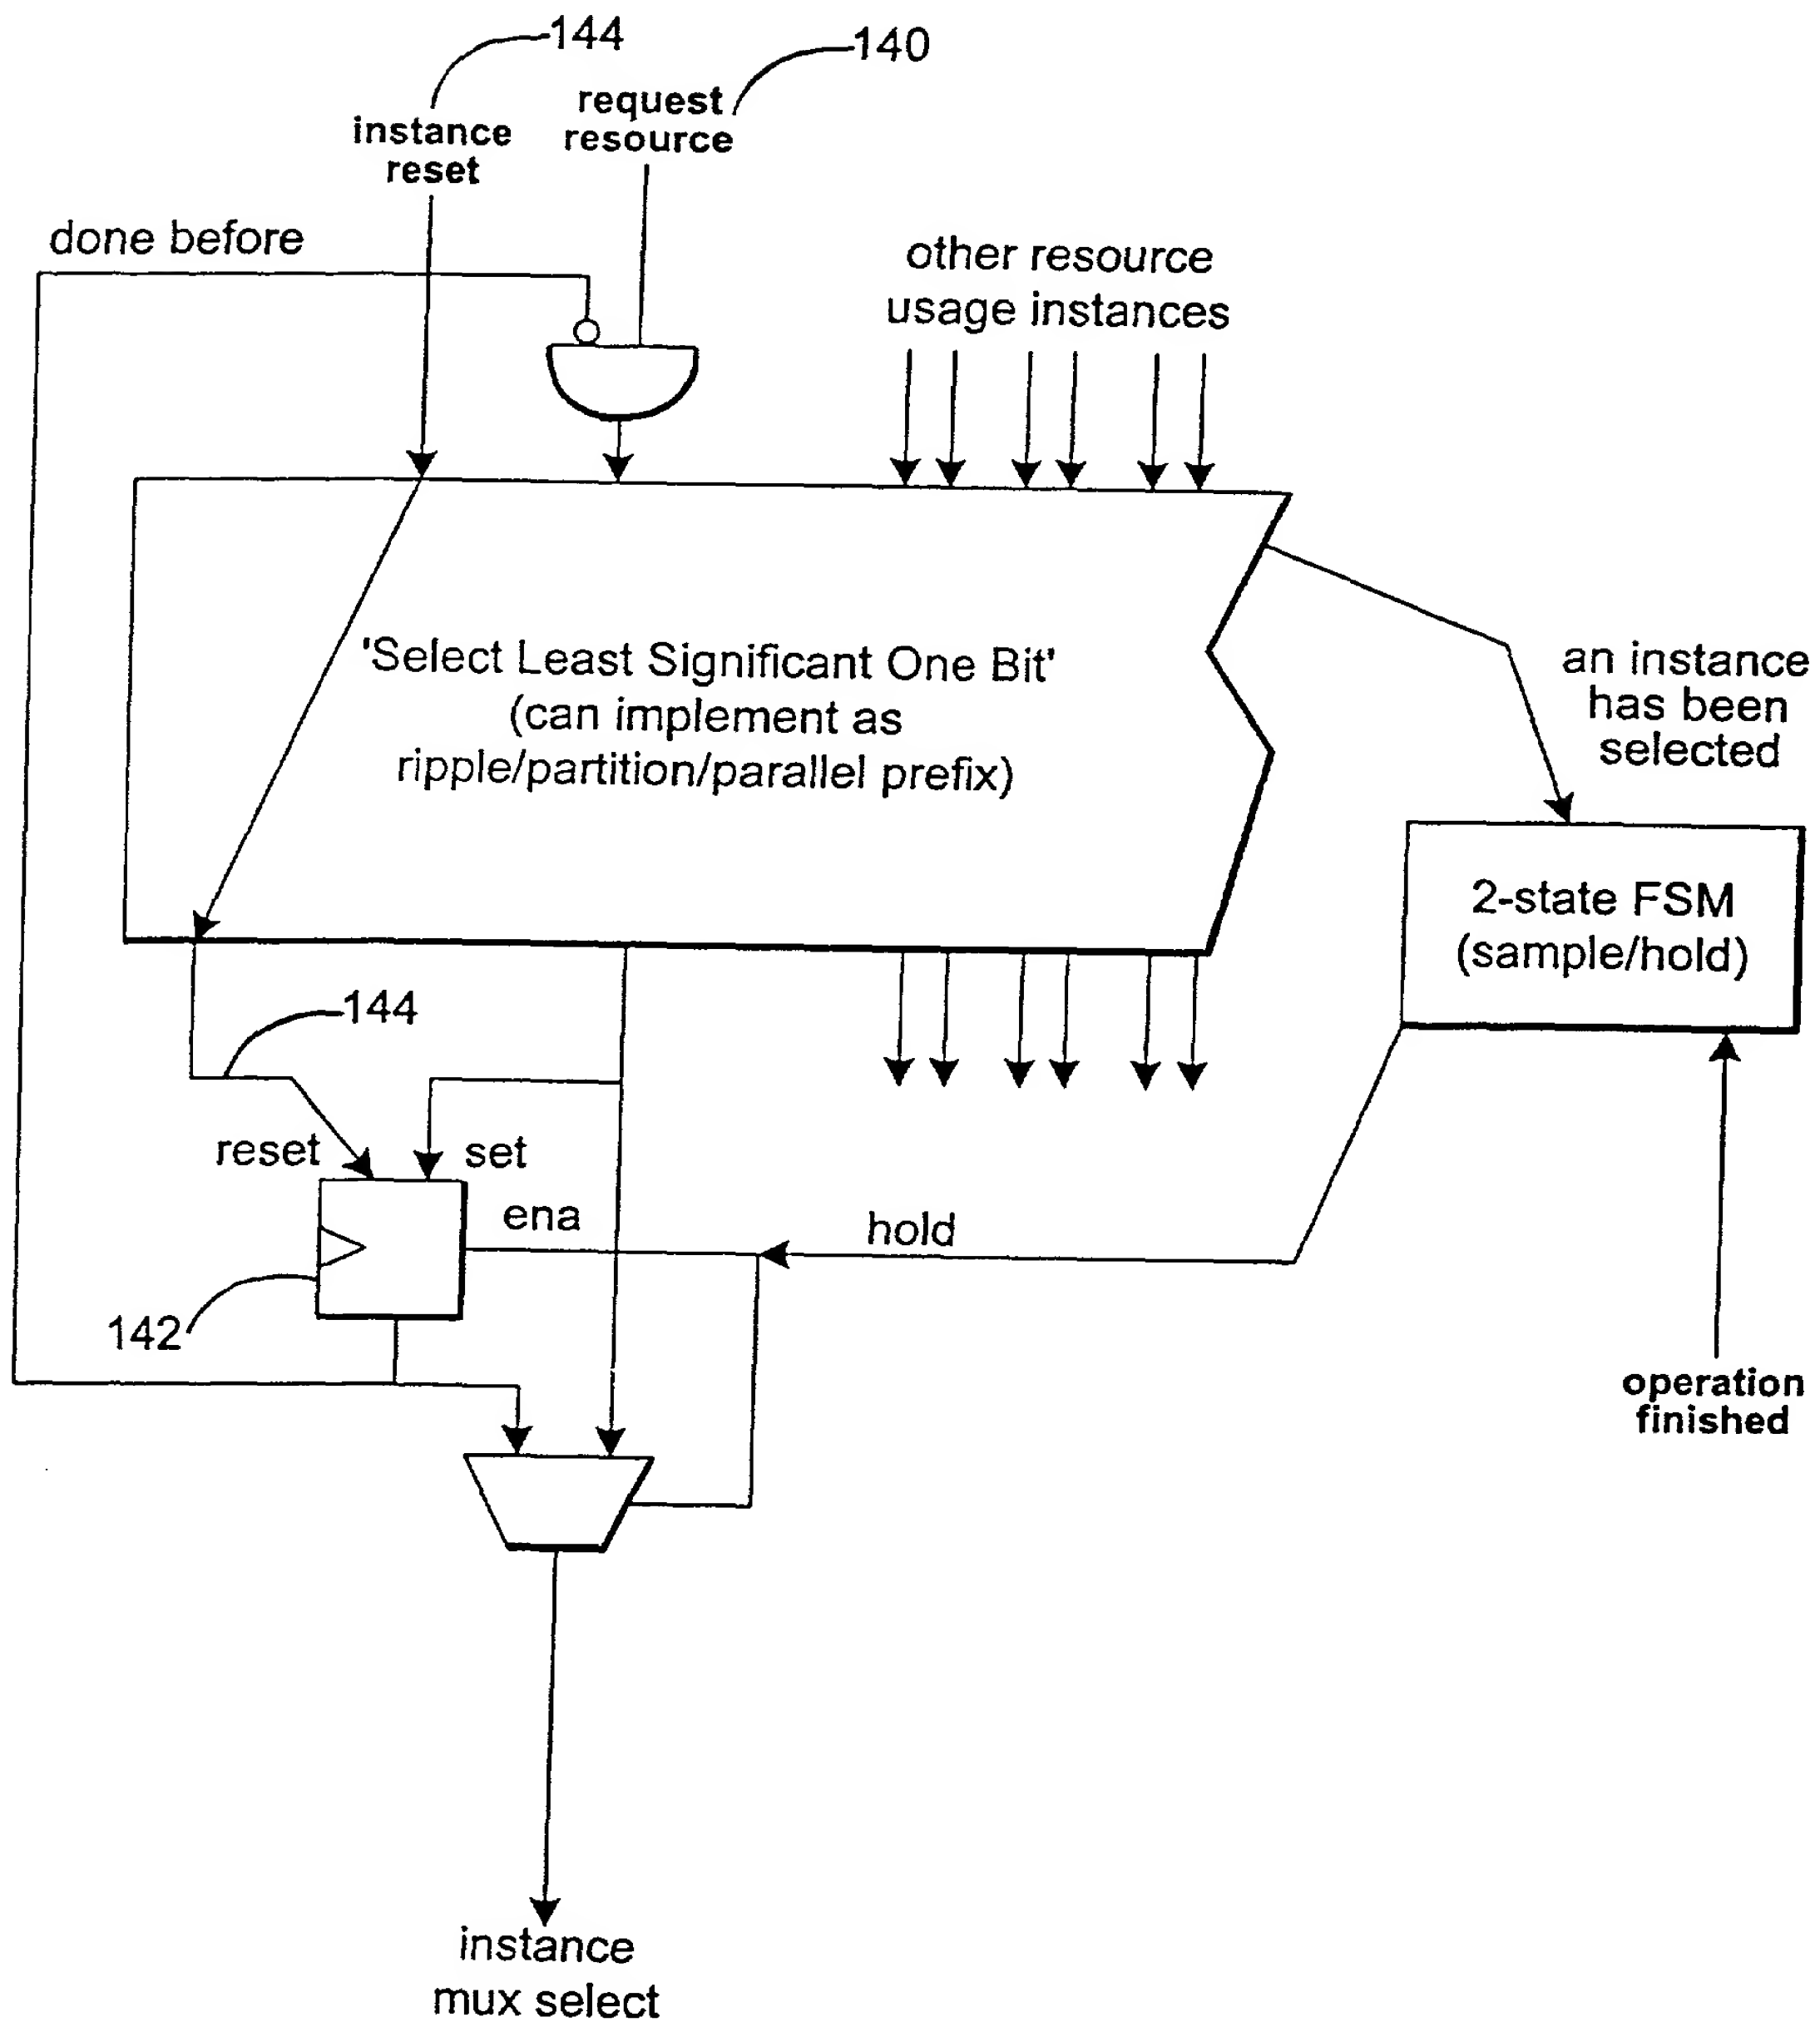 144
140
request
resource
instance
reset
done before
other resource
usage instances
'Select Least Significant One Bit'
(can implement as
ripple/partition/parallel prefix)
an instance
has been
selected
2-state FSM
(sample/hold)
144
reset
set
ena
hold
142
operation
finished
instance
mux select